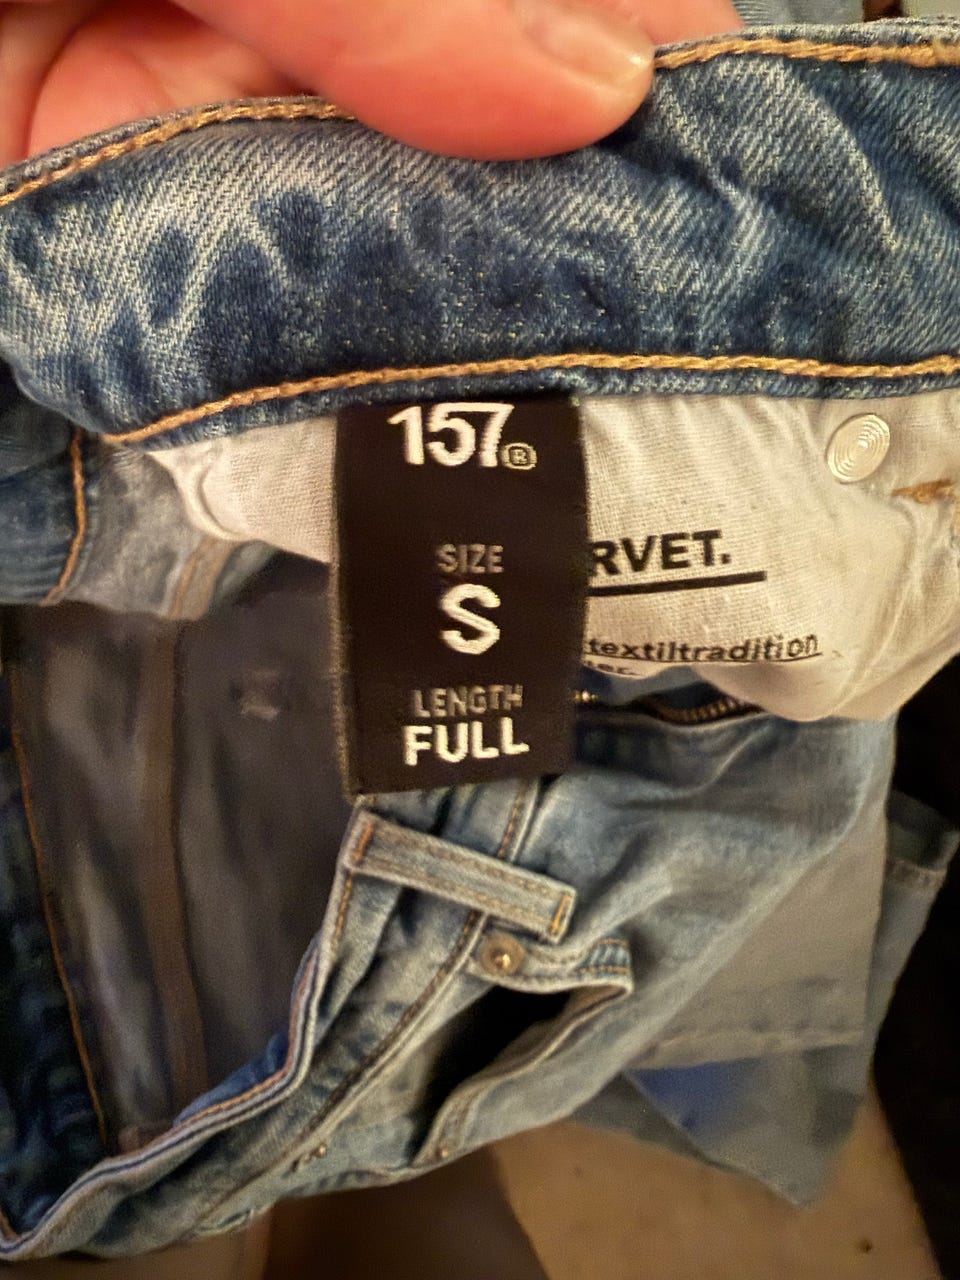 157®
SIZE
S
LENGTH
FULL
RVET.
textiltradition